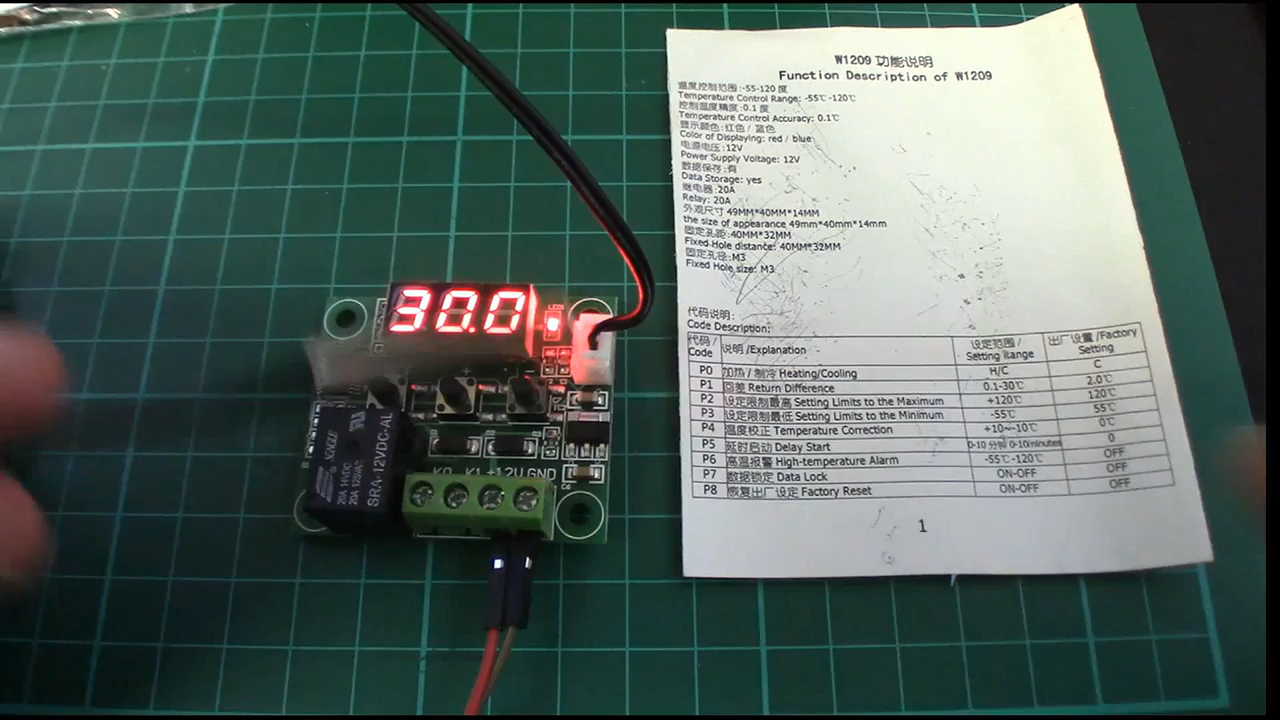 30.0
+
-
K0 K1 +12V GND
SONGLE
20A 14VDC
20A 125VAC
SRA-12VDC-AL
W1209 功能说明
Function Description of W1209
温度控制范围:-55-120 度
Temperature Control Range: -55℃ -120℃
控制温度精度:0.1 度
Temperature Control Accuracy: 0.1℃
显示颜色:红色 / 蓝色
Color of Displaying: red / blue
电源电压:12V
Power Supply Voltage: 12V
数据保存:有
Data Storage: yes
继电器:20A
Relay: 20A
外观尺寸 49MM*40MM*14MM
the size of appearance 49mm*40mm*14mm
固定孔距:40MM*32MM
Fixed Hole distance: 40MM*32MM
固定孔径:M3
Fixed Hole size: M3
代码说明:
Code Description:
代码/ Code 说明 /Explanation 设定范围/ Setting Range 出厂设置 /Factory Setting
P0 加热 / 制冷 Heating/Cooling H/C C
P1 回差 Return Difference 0.1-30℃ 2.0℃
P2 设定限制最高 Setting Limits to the Maximum +120℃ 120℃
P3 设定限制最低 Setting Limits to the Minimum -55℃ 55℃
P4 温度校正 Temperature Correction +10~-10℃ 0℃
P5 延时启动 Delay Start 0-10 分钟 0-10minutes 0
P6 高温报警 High-temperature Alarm -55℃-120℃ OFF
P7 数据锁定 Data Lock ON-OFF OFF
P8 恢复出厂设定 Factory Reset ON-OFF OFF
1